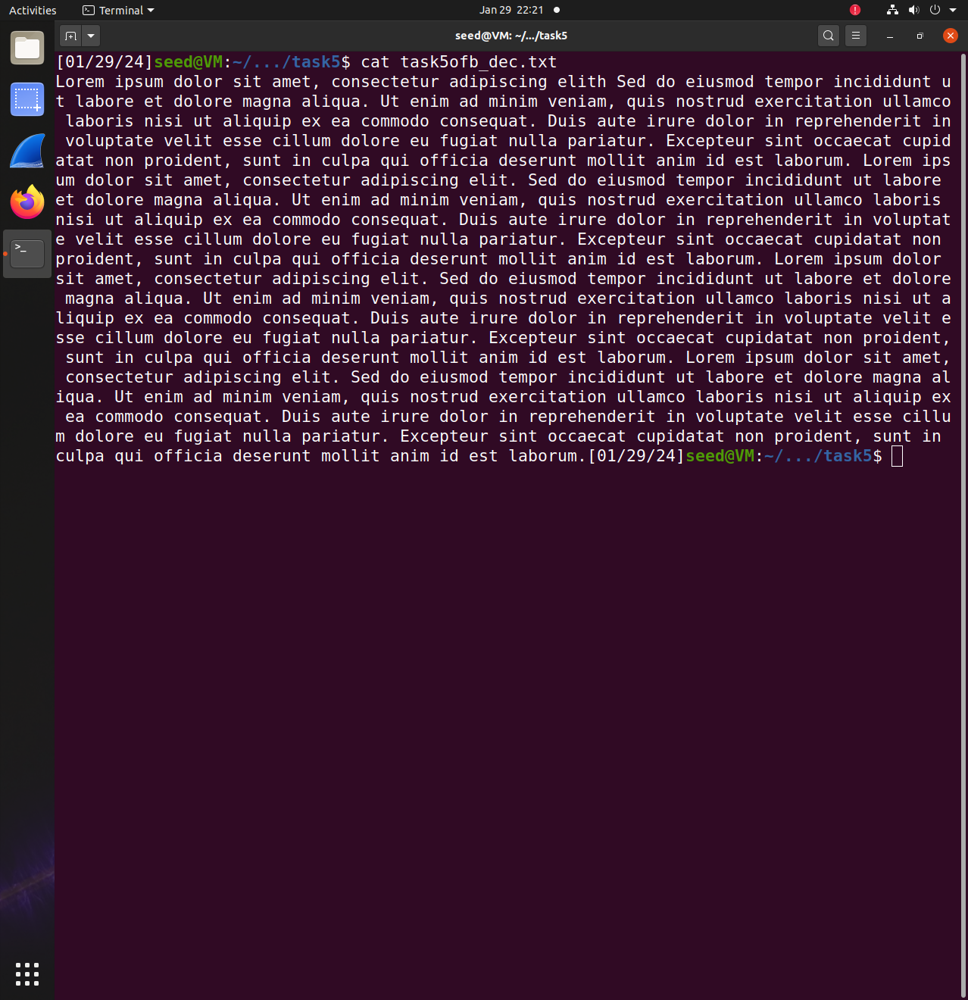 Activities Terminal Jan 29 22:21
seed@VM: ~/.../task5
[01/29/24]seed@VM:~/.../task5$ cat task5ofb_dec.txt
Lorem ipsum dolor sit amet, consectetur adipiscing elith Sed do eiusmod tempor incididunt u
t labore et dolore magna aliqua. Ut enim ad minim veniam, quis nostrud exercitation ullamco
 laboris nisi ut aliquip ex ea commodo consequat. Duis aute irure dolor in reprehenderit in
 voluptate velit esse cillum dolore eu fugiat nulla pariatur. Excepteur sint occaecat cupid
atat non proident, sunt in culpa qui officia deserunt mollit anim id est laborum. Lorem ips
um dolor sit amet, consectetur adipiscing elit. Sed do eiusmod tempor incididunt ut labore
et dolore magna aliqua. Ut enim ad minim veniam, quis nostrud exercitation ullamco laboris
nisi ut aliquip ex ea commodo consequat. Duis aute irure dolor in reprehenderit in voluptat
e velit esse cillum dolore eu fugiat nulla pariatur. Excepteur sint occaecat cupidatat non
proident, sunt in culpa qui officia deserunt mollit anim id est laborum. Lorem ipsum dolor
sit amet, consectetur adipiscing elit. Sed do eiusmod tempor incididunt ut labore et dolore
 magna aliqua. Ut enim ad minim veniam, quis nostrud exercitation ullamco laboris nisi ut a
liquip ex ea commodo consequat. Duis aute irure dolor in reprehenderit in voluptate velit e
sse cillum dolore eu fugiat nulla pariatur. Excepteur sint occaecat cupidatat non proident,
 sunt in culpa qui officia deserunt mollit anim id est laborum. Lorem ipsum dolor sit amet,
 consectetur adipiscing elit. Sed do eiusmod tempor incididunt ut labore et dolore magna al
iqua. Ut enim ad minim veniam, quis nostrud exercitation ullamco laboris nisi ut aliquip ex
 ea commodo consequat. Duis aute irure dolor in reprehenderit in voluptate velit esse cillu
m dolore eu fugiat nulla pariatur. Excepteur sint occaecat cupidatat non proident, sunt in
culpa qui officia deserunt mollit anim id est laborum.[01/29/24]seed@VM:~/.../task5$